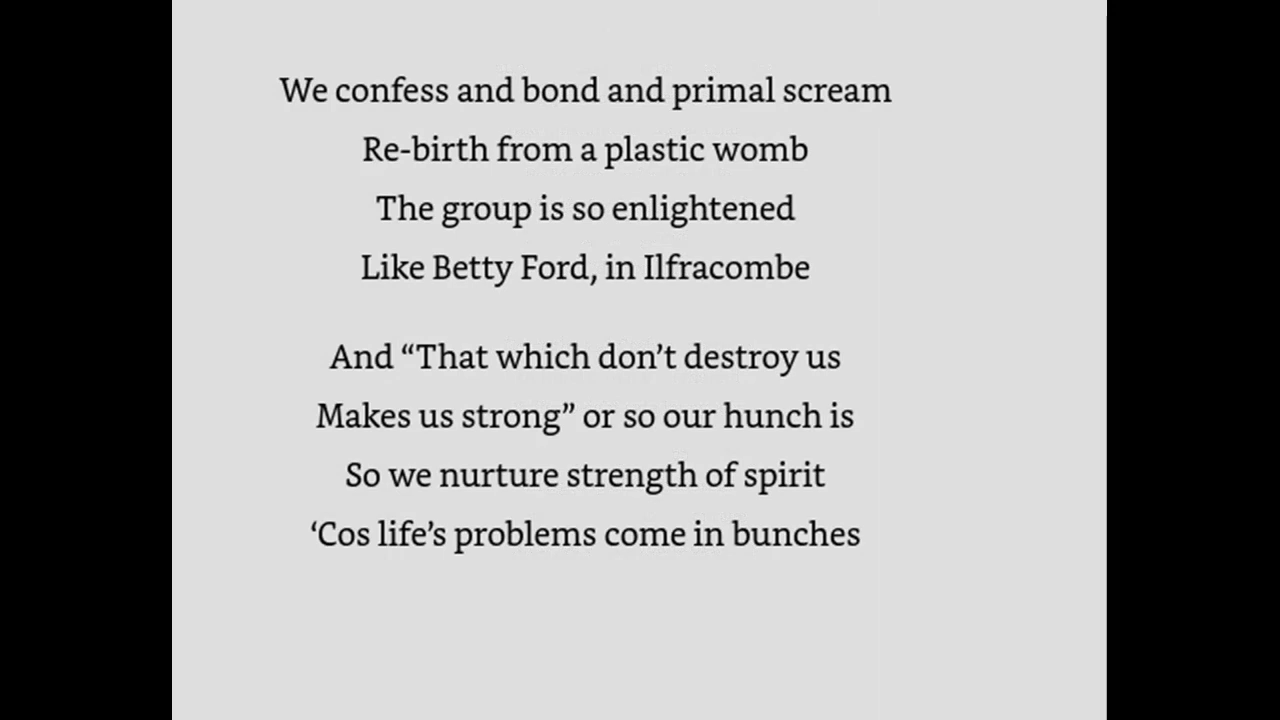 We confess and bond and primal scream
Re-birth from a plastic womb
The group is so enlightened
Like Betty Ford, in Ilfracombe
And “That which don’t destroy us
Makes us strong” or so our hunch is
So we nurture strength of spirit
‘Cos life’s problems come in bunches